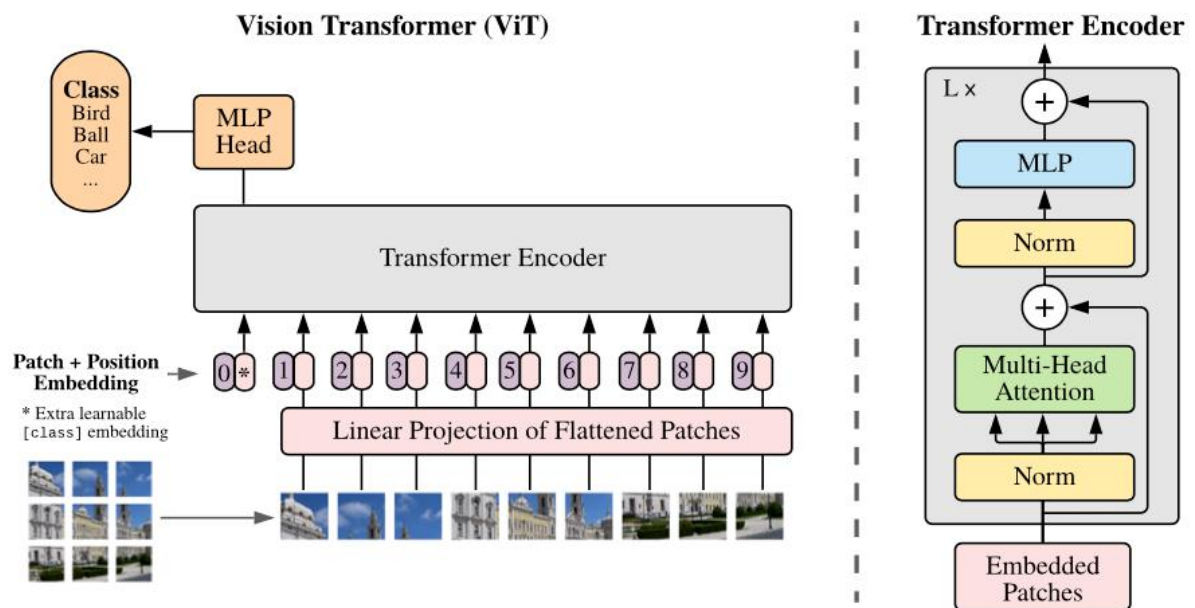 Vision Transformer (ViT)
Class
Bird
Ball
Car
...
MLP
Head
Transformer Encoder
Patch + Position
Embedding
0 * 1 2 3 4 5 6 7 8 9
* Extra learnable
[class] embedding
Linear Projection of Flattened Patches
Transformer Encoder
L ×
+
MLP
Norm
+
Multi-Head
Attention
Norm
Embedded
Patches